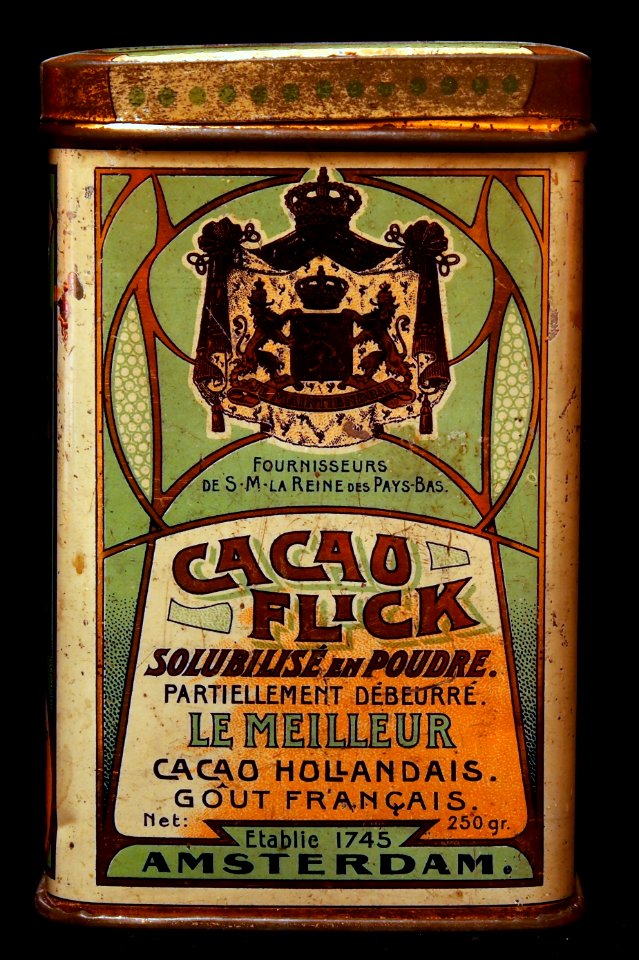 FOURNISSEURS
DE S·M·LA REINE DES PAYS-BAS.
CACAO
FLICK
SOLUBILISÉ EN POUDRE.
PARTIELLEMENT DÉBEURRÉ.
LE MEILLEUR
CACAO HOLLANDAIS.
GOÛT FRANÇAIS.
Net: 250 gr.
Etablie 1745
AMSTERDAM.